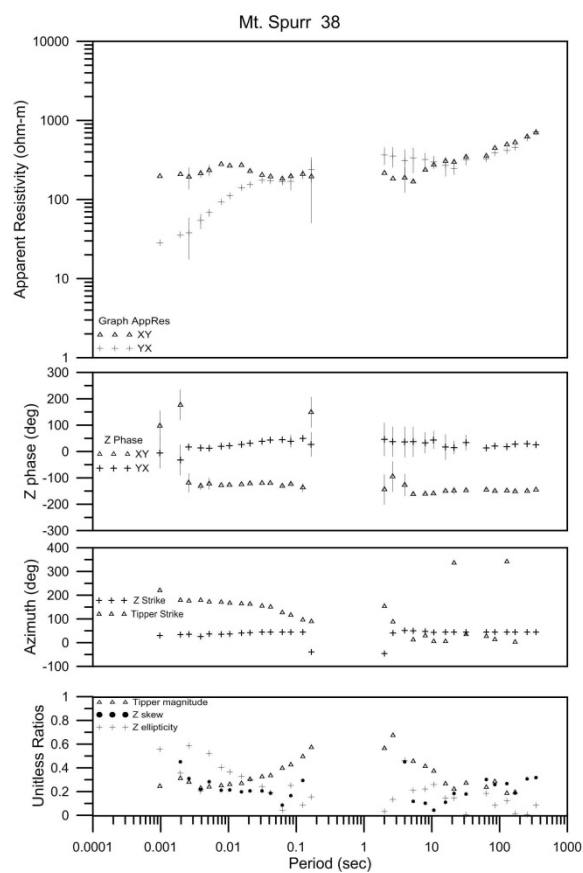 Mt. Spurr 38
Apparent Resistivity (ohm-m)
10000
1000
100
10
1
Graph AppRes
XY
YX
Z phase (deg)
300
200
100
0
-100
-200
-300
Z Phase
XY
YX
Azimuth (deg)
400
300
200
100
0
-100
Z Strike
Tipper Strike
Unitless Ratios
1
0.8
0.6
0.4
0.2
0
Tipper magnitude
Z skew
Z ellipticity
0.0001 0.001 0.01 0.1 1 10 100 1000
Period (sec)